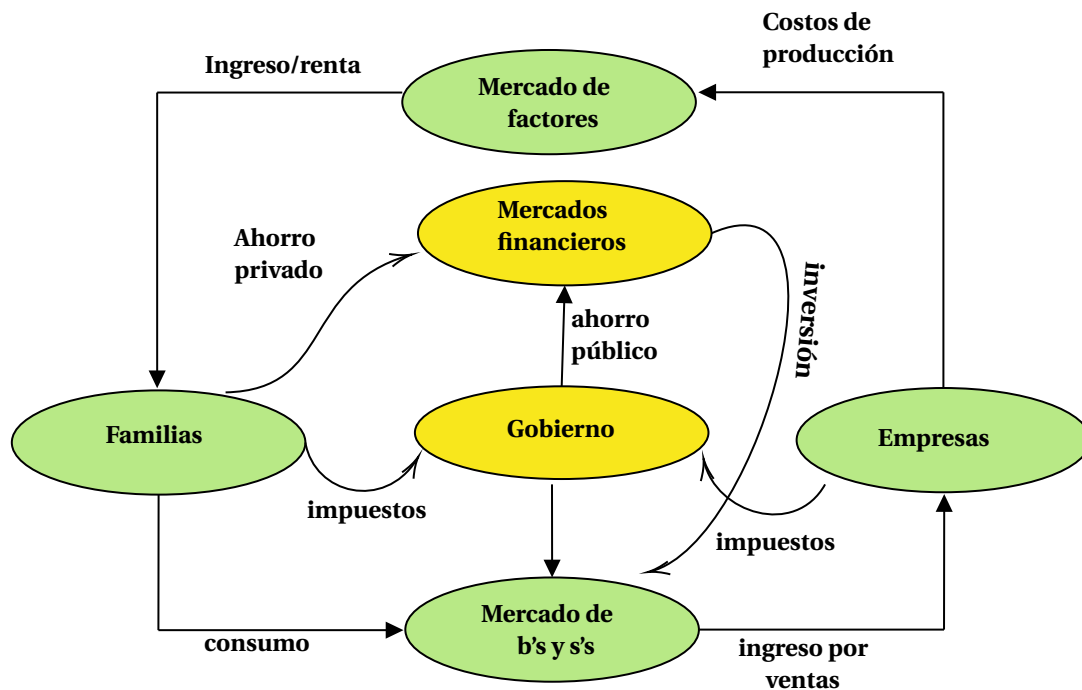 Costos de
producción
Ingreso/renta
Mercado de
factores
Mercados
financieros
Ahorro
privado
inversión
ahorro
público
Familias
Gobierno
Empresas
impuestos
impuestos
Mercado de
b's y s's
consumo
ingreso por
ventas